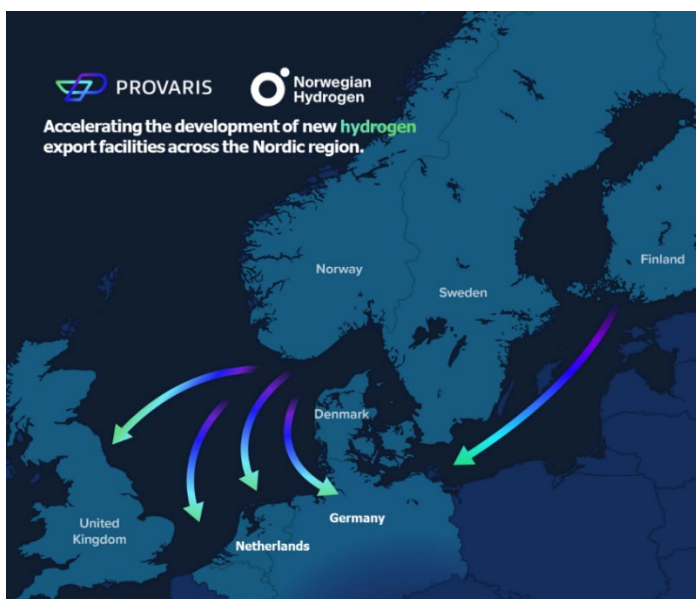 PROVARIS
Norwegian
Hydrogen
Accelerating the development of new hydrogen
export facilities across the Nordic region.
Norway
Sweden
Finland
Denmark
United
Kingdom
Netherlands
Germany